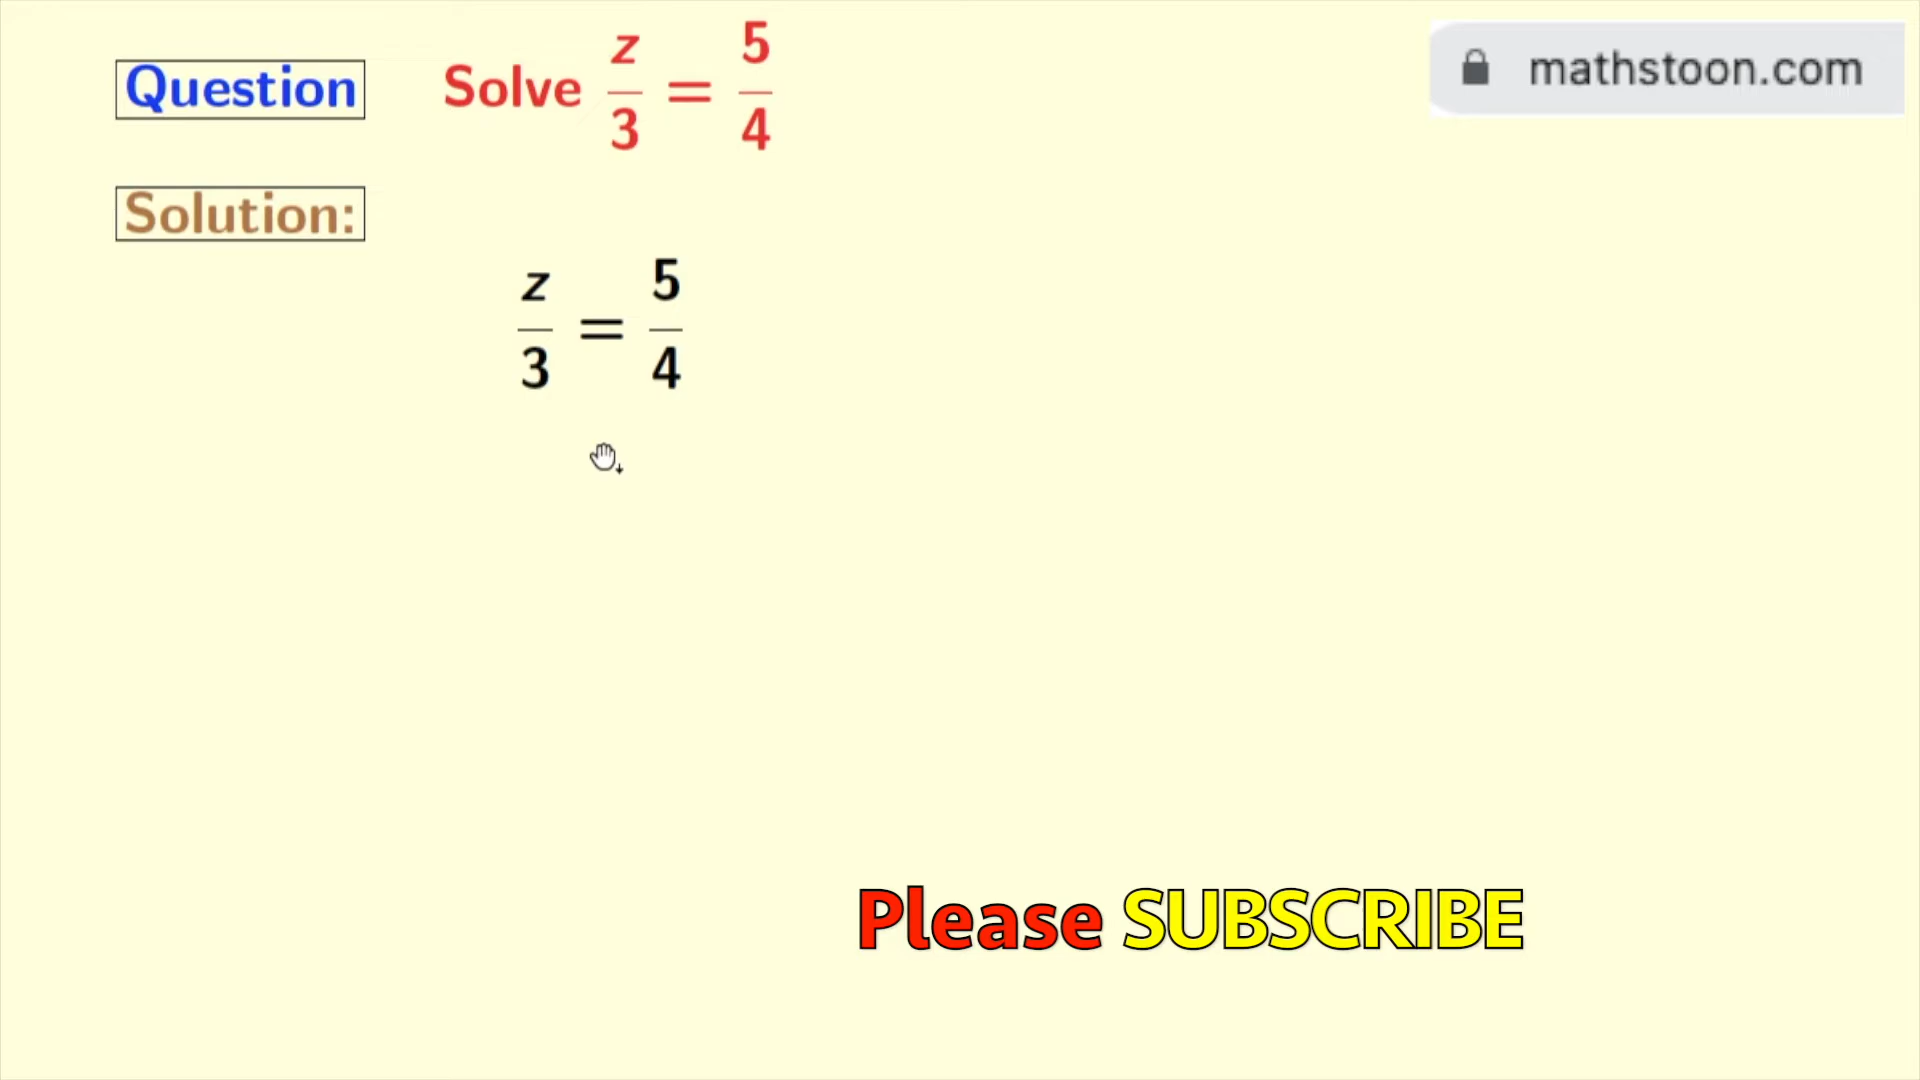 Question Solve z/3 = 5/4
mathstoon.com
Solution:
z/3 = 5/4
Please SUBSCRIBE